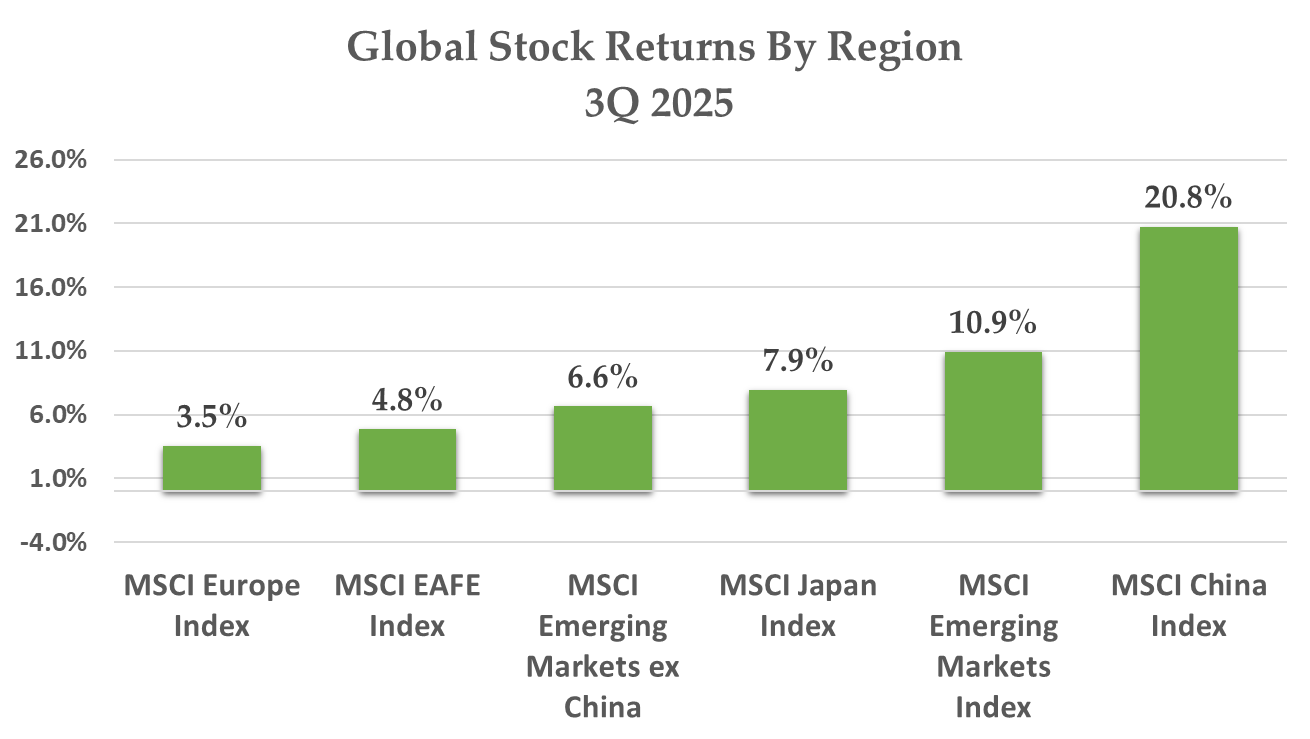 Global Stock Returns By Region
3Q 2025
26.0%
21.0%
16.0%
11.0%
6.0%
1.0%
-4.0%
3.5%
4.8%
6.6%
7.9%
10.9%
20.8%
MSCI Europe
Index
MSCI EAFE
Index
MSCI
Emerging
Markets ex
China
MSCI Japan
Index
MSCI
Emerging
Markets
Index
MSCI China
Index